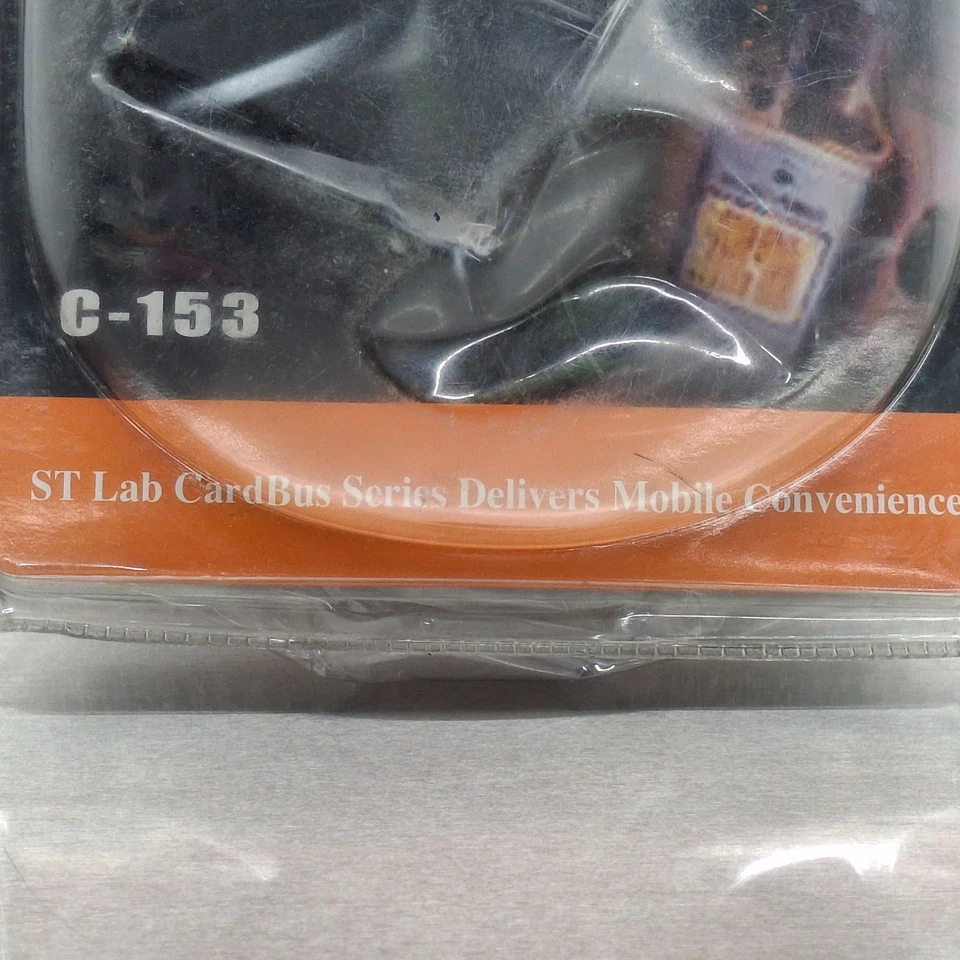 C-153
ST Lab CardBus Series Delivers Mobile Convenience